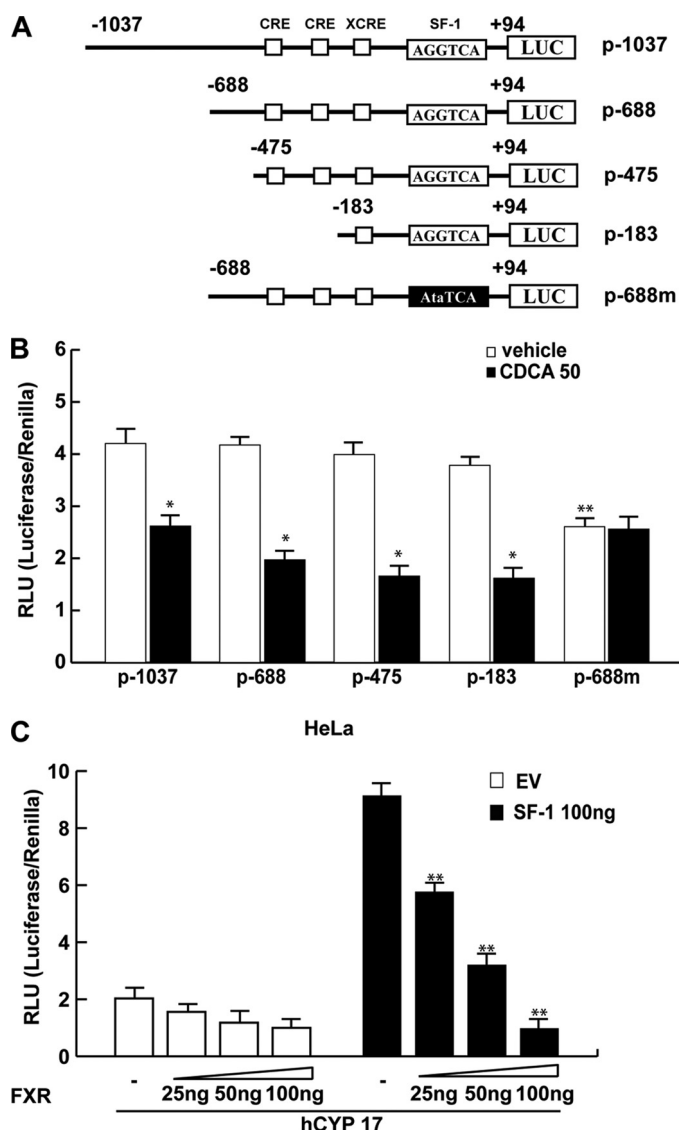 A
CRE CRE XCRE SF-1
-1037 +94
AGGTCA LUC p-1037
-688 +94
AGGTCA LUC p-688
-475 +94
AGGTCA LUC p-475
-183 +94
AGGTCA LUC p-183
-688 +94
AtaTCA LUC p-688m
B
RLU (Luciferase/Renilla)
6
5
4
3
2
1
0
vehicle
CDCA 50
* * * * **
p-1037 p-688 p-475 p-183 p-688m
C
HeLa
RLU (Luciferase/Renilla)
10
8
6
4
2
0
EV
SF-1 100ng
** ** **
FXR - 25ng 50ng 100ng - 25ng 50ng 100ng
hCYP 17